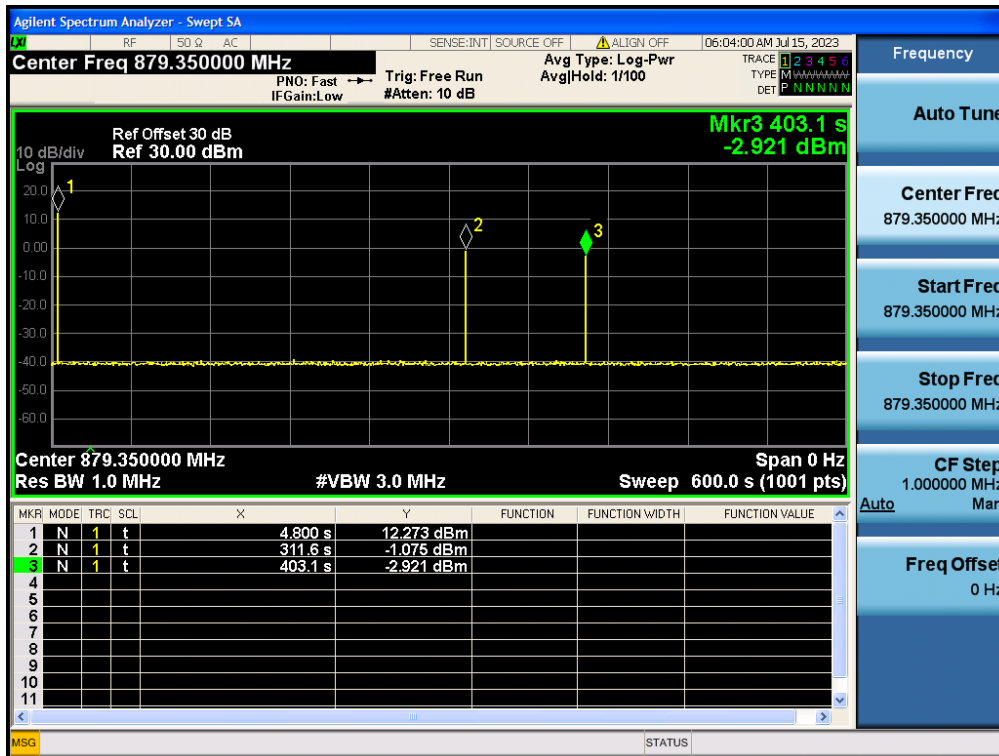 Agilent Spectrum Analyzer - Swept SA
LXI RF 50 Ω AC SENSE:INT SOURCE OFF ALIGN OFF 06:04:00 AM Jul 15, 2023
Center Freq 879.350000 MHz
PNO: Fast
IFGain:Low
Trig: Free Run
#Atten: 10 dB
Avg Type: Log-Pwr
Avg|Hold: 1/100
TRACE 1 2 3 4 5 6
TYPE M
DET P N N N N N
Ref Offset 30 dB
10 dB/div Ref 30.00 dBm
Log
Mkr3 403.1 s
-2.921 dBm
20.0
10.0
0.00
-10.0
-20.0
-30.0
-40.0
-50.0
-60.0
1
2
3
Center 879.350000 MHz Span 0 Hz
Res BW 1.0 MHz #VBW 3.0 MHz Sweep 600.0 s (1001 pts)
MKR MODE TRC SCL X Y FUNCTION FUNCTION WIDTH FUNCTION VALUE
1 N 1 t 4.800 s 12.273 dBm
2 N 1 t 311.6 s -1.075 dBm
3 N 1 t 403.1 s -2.921 dBm
4
5
6
7
8
9
10
11
MSG STATUS
Frequency
Auto Tune
Center Freq
879.350000 MHz
Start Freq
879.350000 MHz
Stop Freq
879.350000 MHz
CF Step
1.000000 MHz
Auto Man
Freq Offset
0 Hz